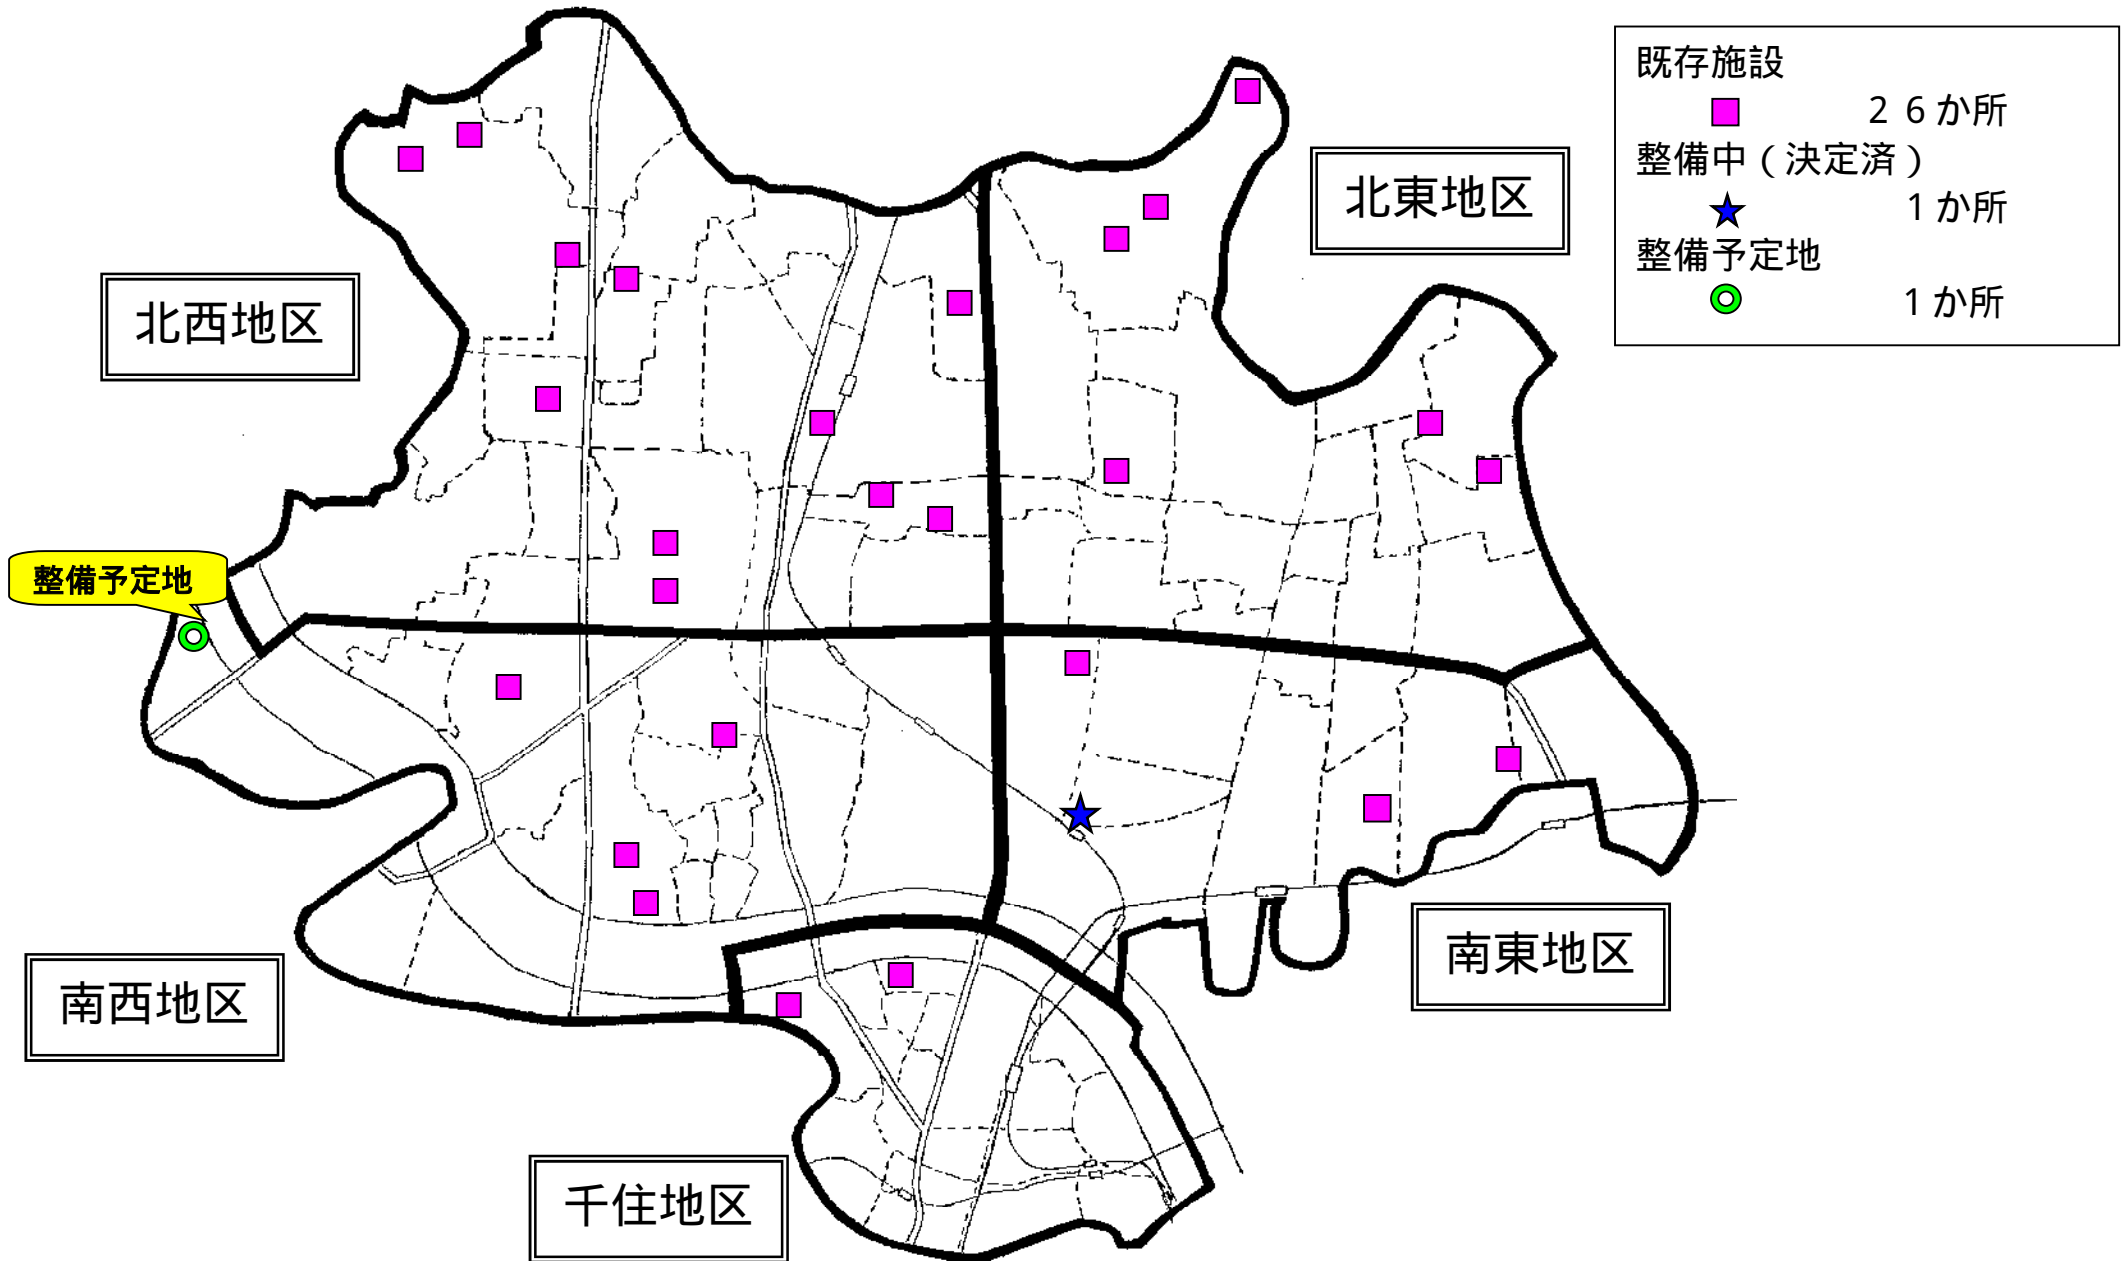 既存施設
２６か所
整備中（決定済）
１か所
整備予定地
１か所
北東地区
北西地区
整備予定地
南東地区
南西地区
千住地区